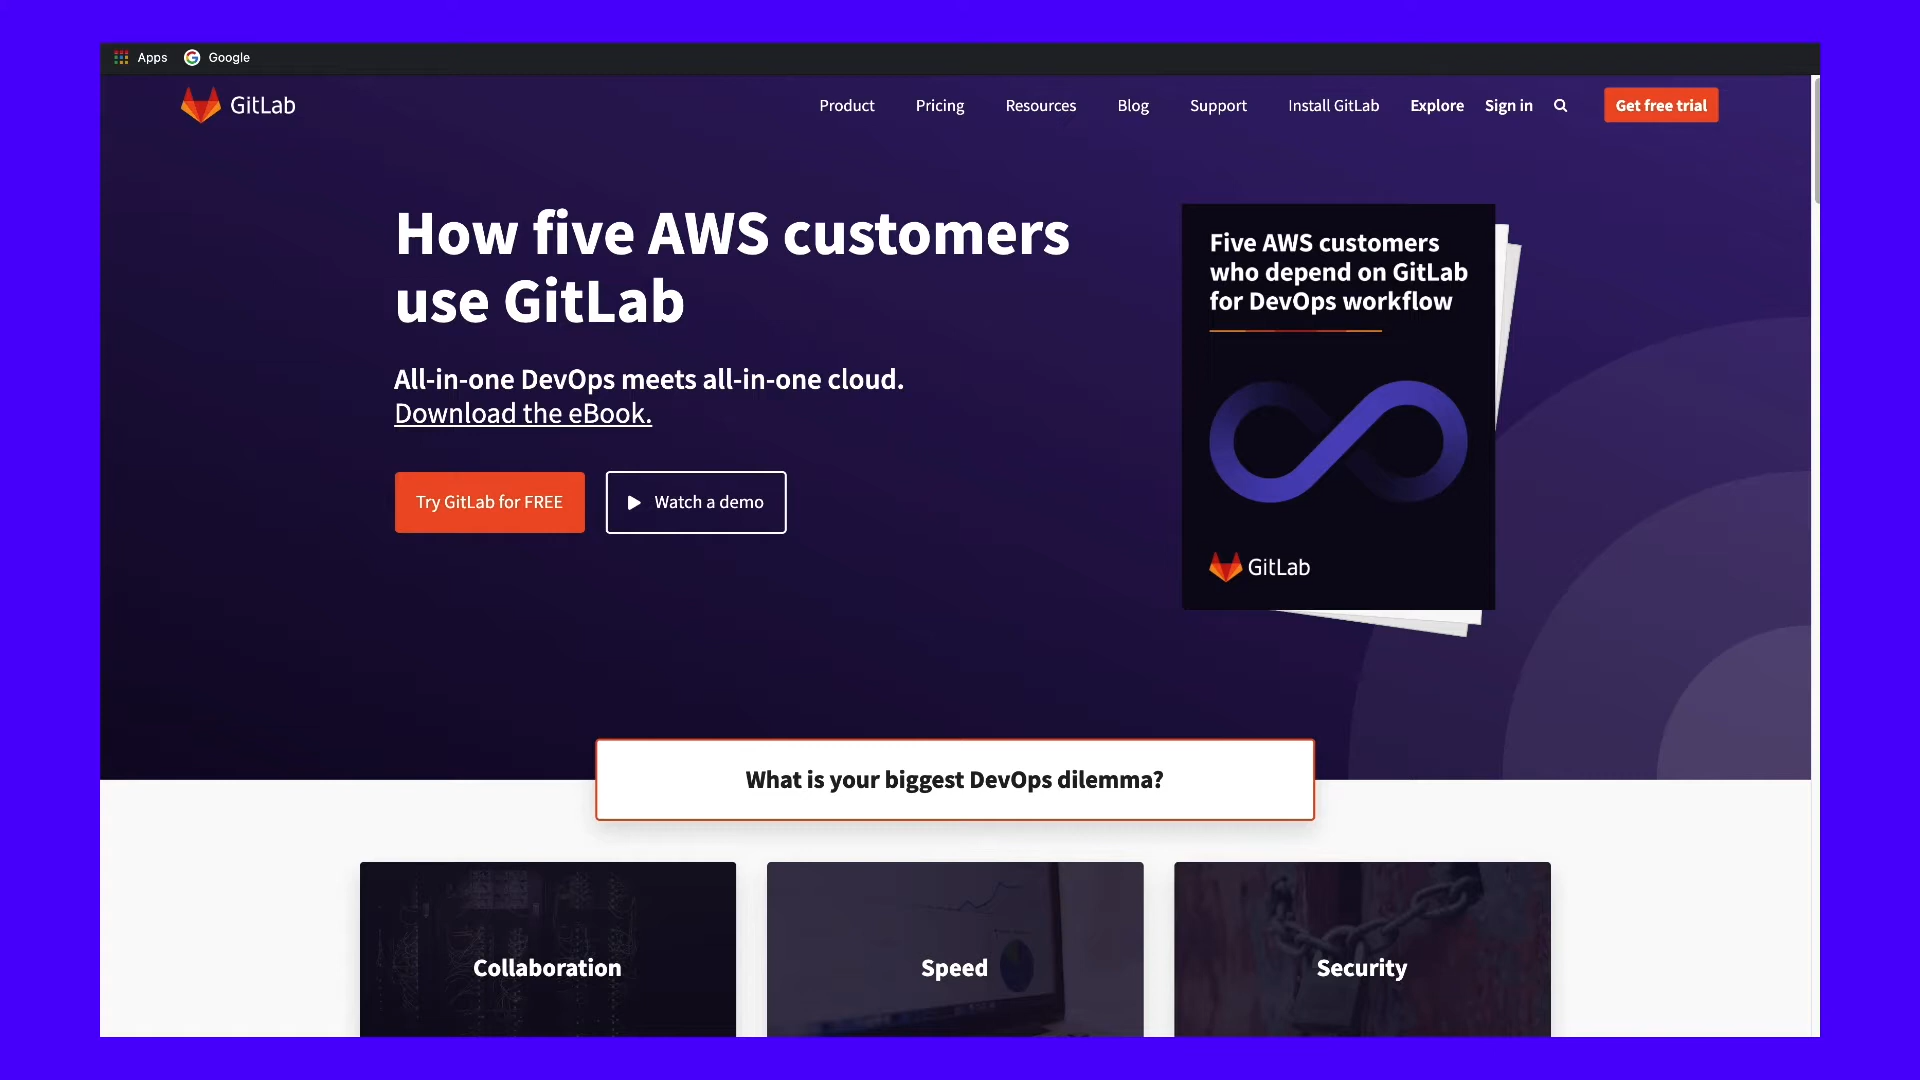 Apps Google
GitLab
Product Pricing Resources Blog Support Install GitLab Explore Sign in Get free trial
How five AWS customers
use GitLab
All-in-one DevOps meets all-in-one cloud.
Download the eBook.
Try GitLab for FREE
Watch a demo
Five AWS customers
who depend on GitLab
for DevOps workflow
GitLab
What is your biggest DevOps dilemma?
Collaboration
Speed
Security